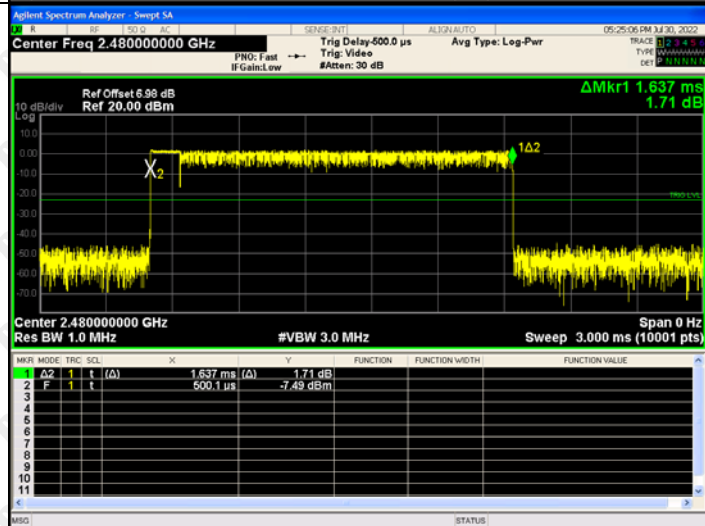 Agilent Spectrum Analyzer - Swept SA
R RF 50 Ω AC SENSE:INT ALIGN AUTO 05:25:06 PM Jul 30, 2022
Center Freq 2.480000000 GHz
PNO: Fast
IFGain:Low
Trig Delay-500.0 µs
Trig: Video
#Atten: 30 dB
Avg Type: Log-Pwr
TRACE 1 2 3 4 5 6
TYPE
DET P N N N N N
ΔMkr1 1.637 ms
1.71 dB
Ref Offset 6.98 dB
10 dB/div Ref 20.00 dBm
Log
10.0
0.00
-10.0
-20.0
-30.0
-40.0
-50.0
-60.0
-70.0
X2
1Δ2
TRIG LVL
Center 2.480000000 GHz Span 0 Hz
Res BW 1.0 MHz #VBW 3.0 MHz Sweep 3.000 ms (10001 pts)
MKR MODE TRC SCL X Y FUNCTION FUNCTION WIDTH FUNCTION VALUE
1 Δ2 1 t (Δ) 1.637 ms (Δ) 1.71 dB
2 F 1 t 500.1 µs -7.49 dBm
3
4
5
6
7
8
9
10
11
MSG STATUS